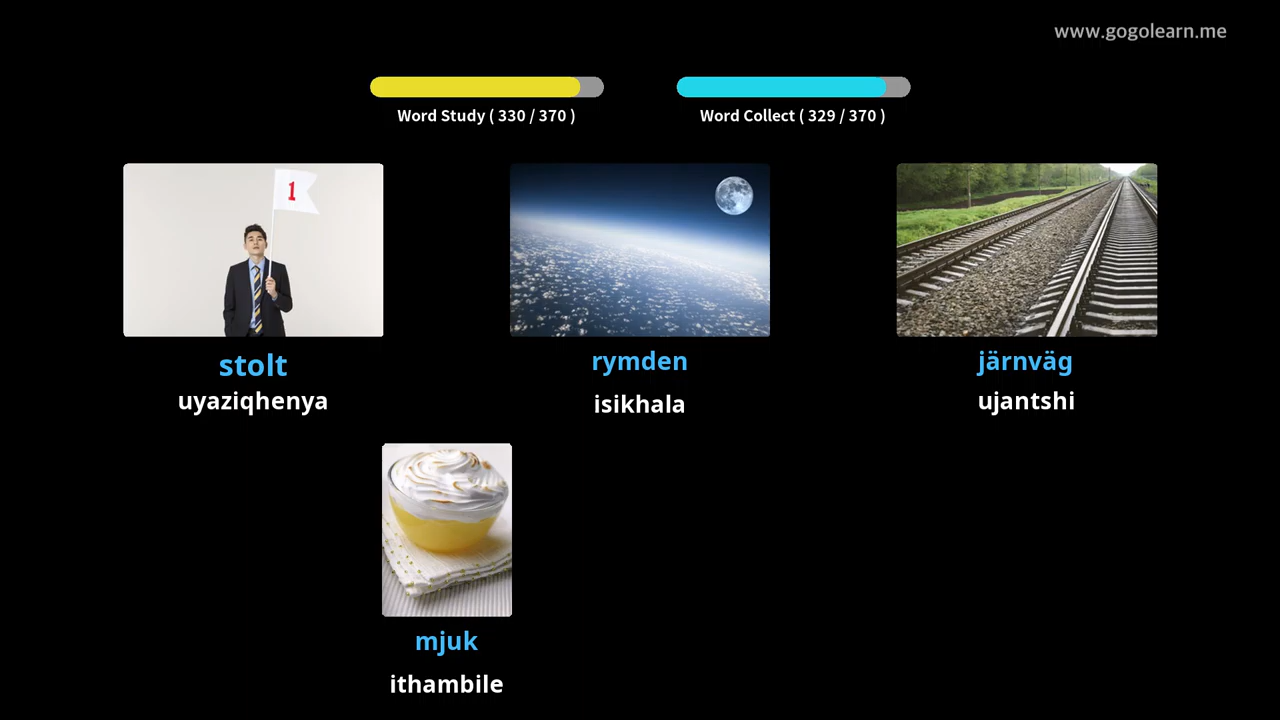 www.gogolearn.me
Word Study ( 330 / 370 )
Word Collect ( 329 / 370 )
1
stolt
rymden
järnväg
uyaziqhenya
isikhala
ujantshi
mjuk
ithambile